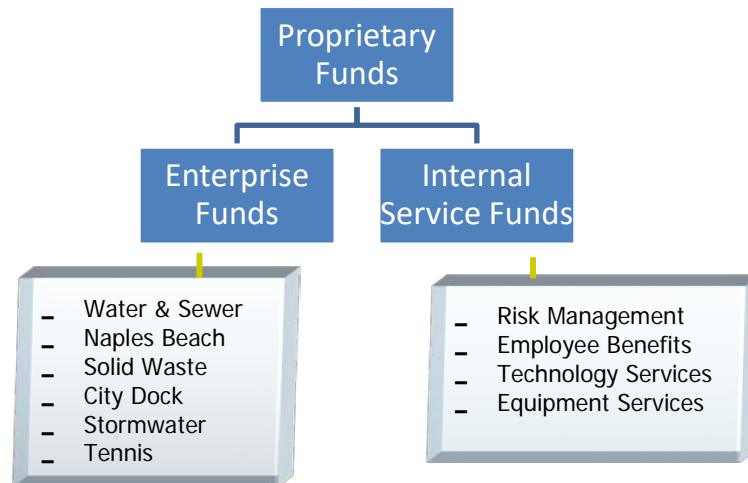 Proprietary
Funds
Enterprise
Funds
Internal
Service Funds
– Water & Sewer
– Naples Beach
– Solid Waste
– City Dock
– Stormwater
– Tennis
– Risk Management
– Employee Benefits
– Technology Services
– Equipment Services